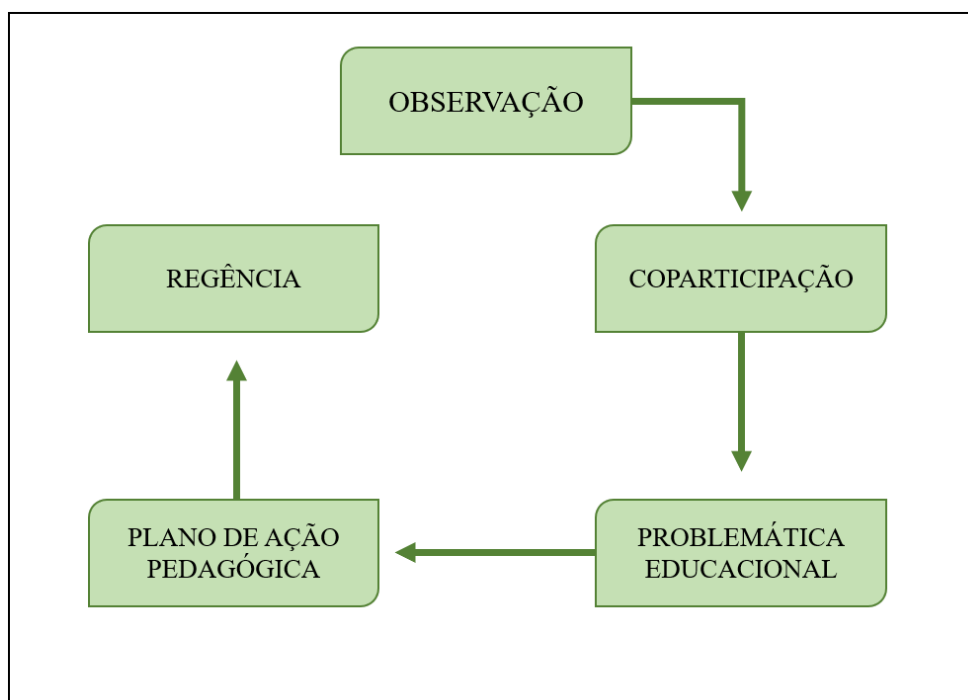 OBSERVAÇÃO
COPARTICIPAÇÃO
PROBLEMÁTICA
EDUCACIONAL
PLANO DE AÇÃO
PEDAGÓGICA
REGÊNCIA